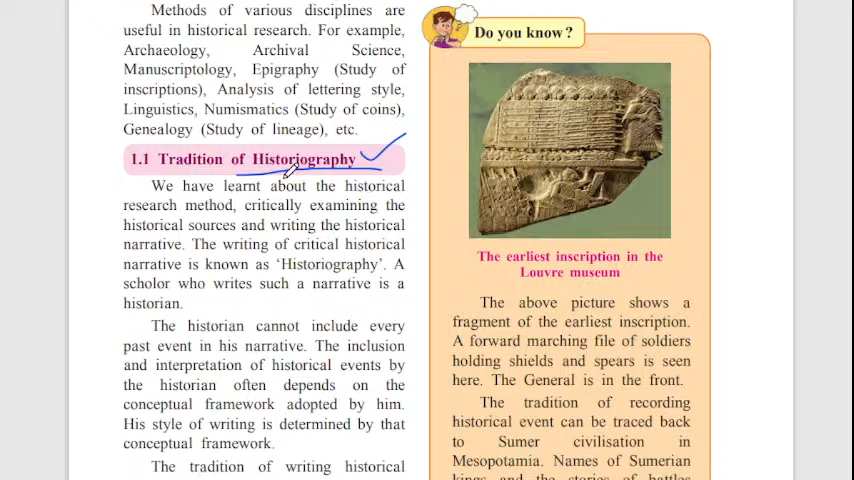 Methods of various disciplines are
useful in historical research. For example,
Archaeology, Archival Science,
Manuscriptology, Epigraphy (Study of
inscriptions), Analysis of lettering style,
Linguistics, Numismatics (Study of coins),
Genealogy (Study of lineage), etc.
1.1 Tradition of Historiography
We have learnt about the historical
research method, critically examining the
historical sources and writing the historical
narrative. The writing of critical historical
narrative is known as ‘Historiography’. A
scholar who writes such a narrative is a
historian.
The historian cannot include every
past event in his narrative. The inclusion
and interpretation of historical events by
the historian often depends on the
conceptual framework adopted by him.
His style of writing is determined by that
conceptual framework.
The tradition of writing historical
Do you know ?
The earliest inscription in the
Louvre museum
The above picture shows a
fragment of the earliest inscription.
A forward marching file of soldiers
holding shields and spears is seen
here. The General is in the front.
The tradition of recording
historical event can be traced back
to Sumer civilisation in
Mesopotamia. Names of Sumerian
kings and the stories of battles